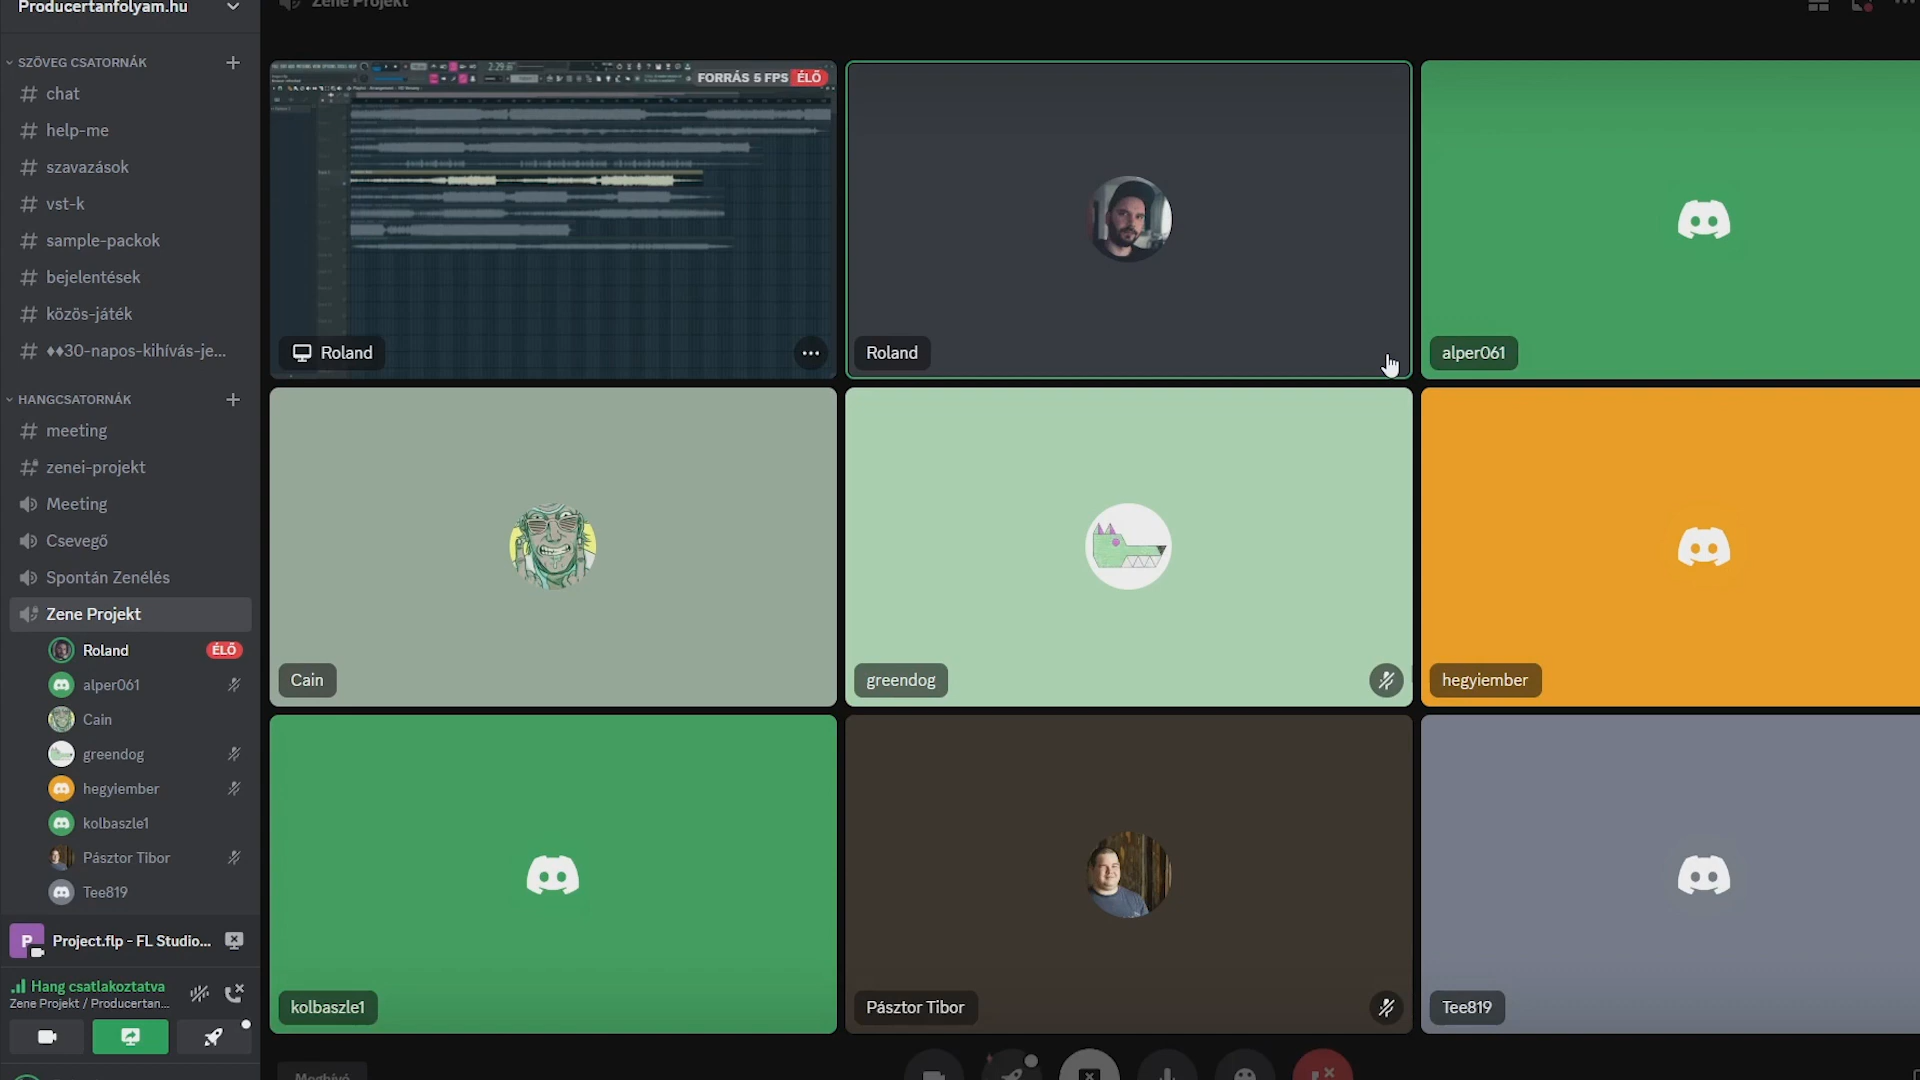 Producertanfolyam.hu
Zene Projekt
SZÖVEG CSATORNÁK
# chat
# help-me
# szavazások
# vst-k
# sample-packok
# bejelentések
# közös-játék
# ♦♦30-napos-kihívás-je...
HANGCSATORNÁK
# meeting
# zenei-projekt
Meeting
Csevegő
Spontán Zenélés
Zene Projekt
Roland ÉLŐ
alper061
Cain
greendog
hegyiember
kolbaszle1
Pásztor Tibor
Tee819
P Project.flp - FL Studio...
Hang csatlakoztatva
Zene Projekt / Producertan...
FORRÁS 5 FPS ÉLŐ
Roland
Roland
alper061
Cain
greendog
hegyiember
kolbaszle1
Pásztor Tibor
Tee819
Meghívó